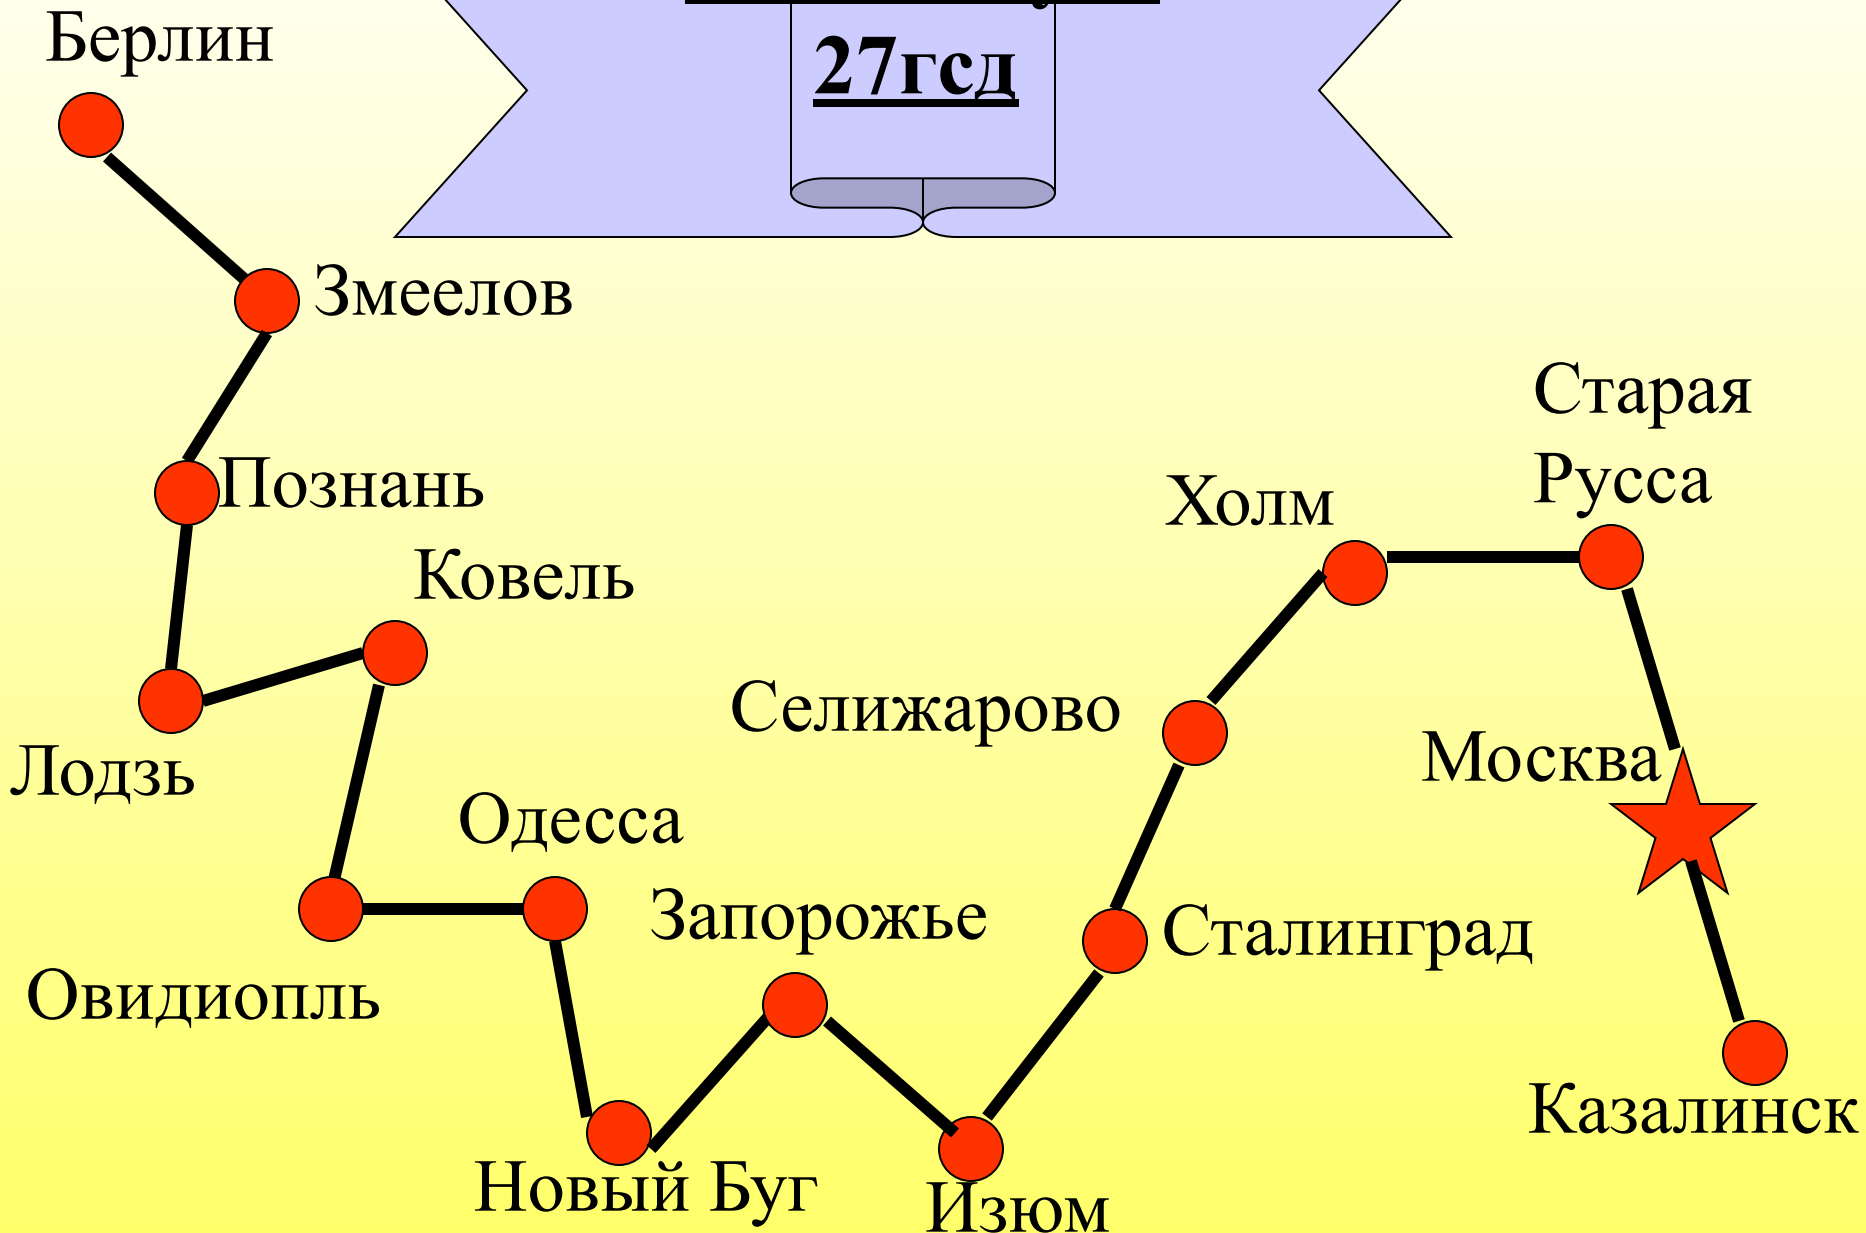 27гсд
Берлин
Змеелов
Познань
Ковель
Лодзь
Одесса
Овидиопль
Запорожье
Новый Буг
Изюм
Сталинград
Селижарово
Холм
Старая
Русса
Москва
Казалинск